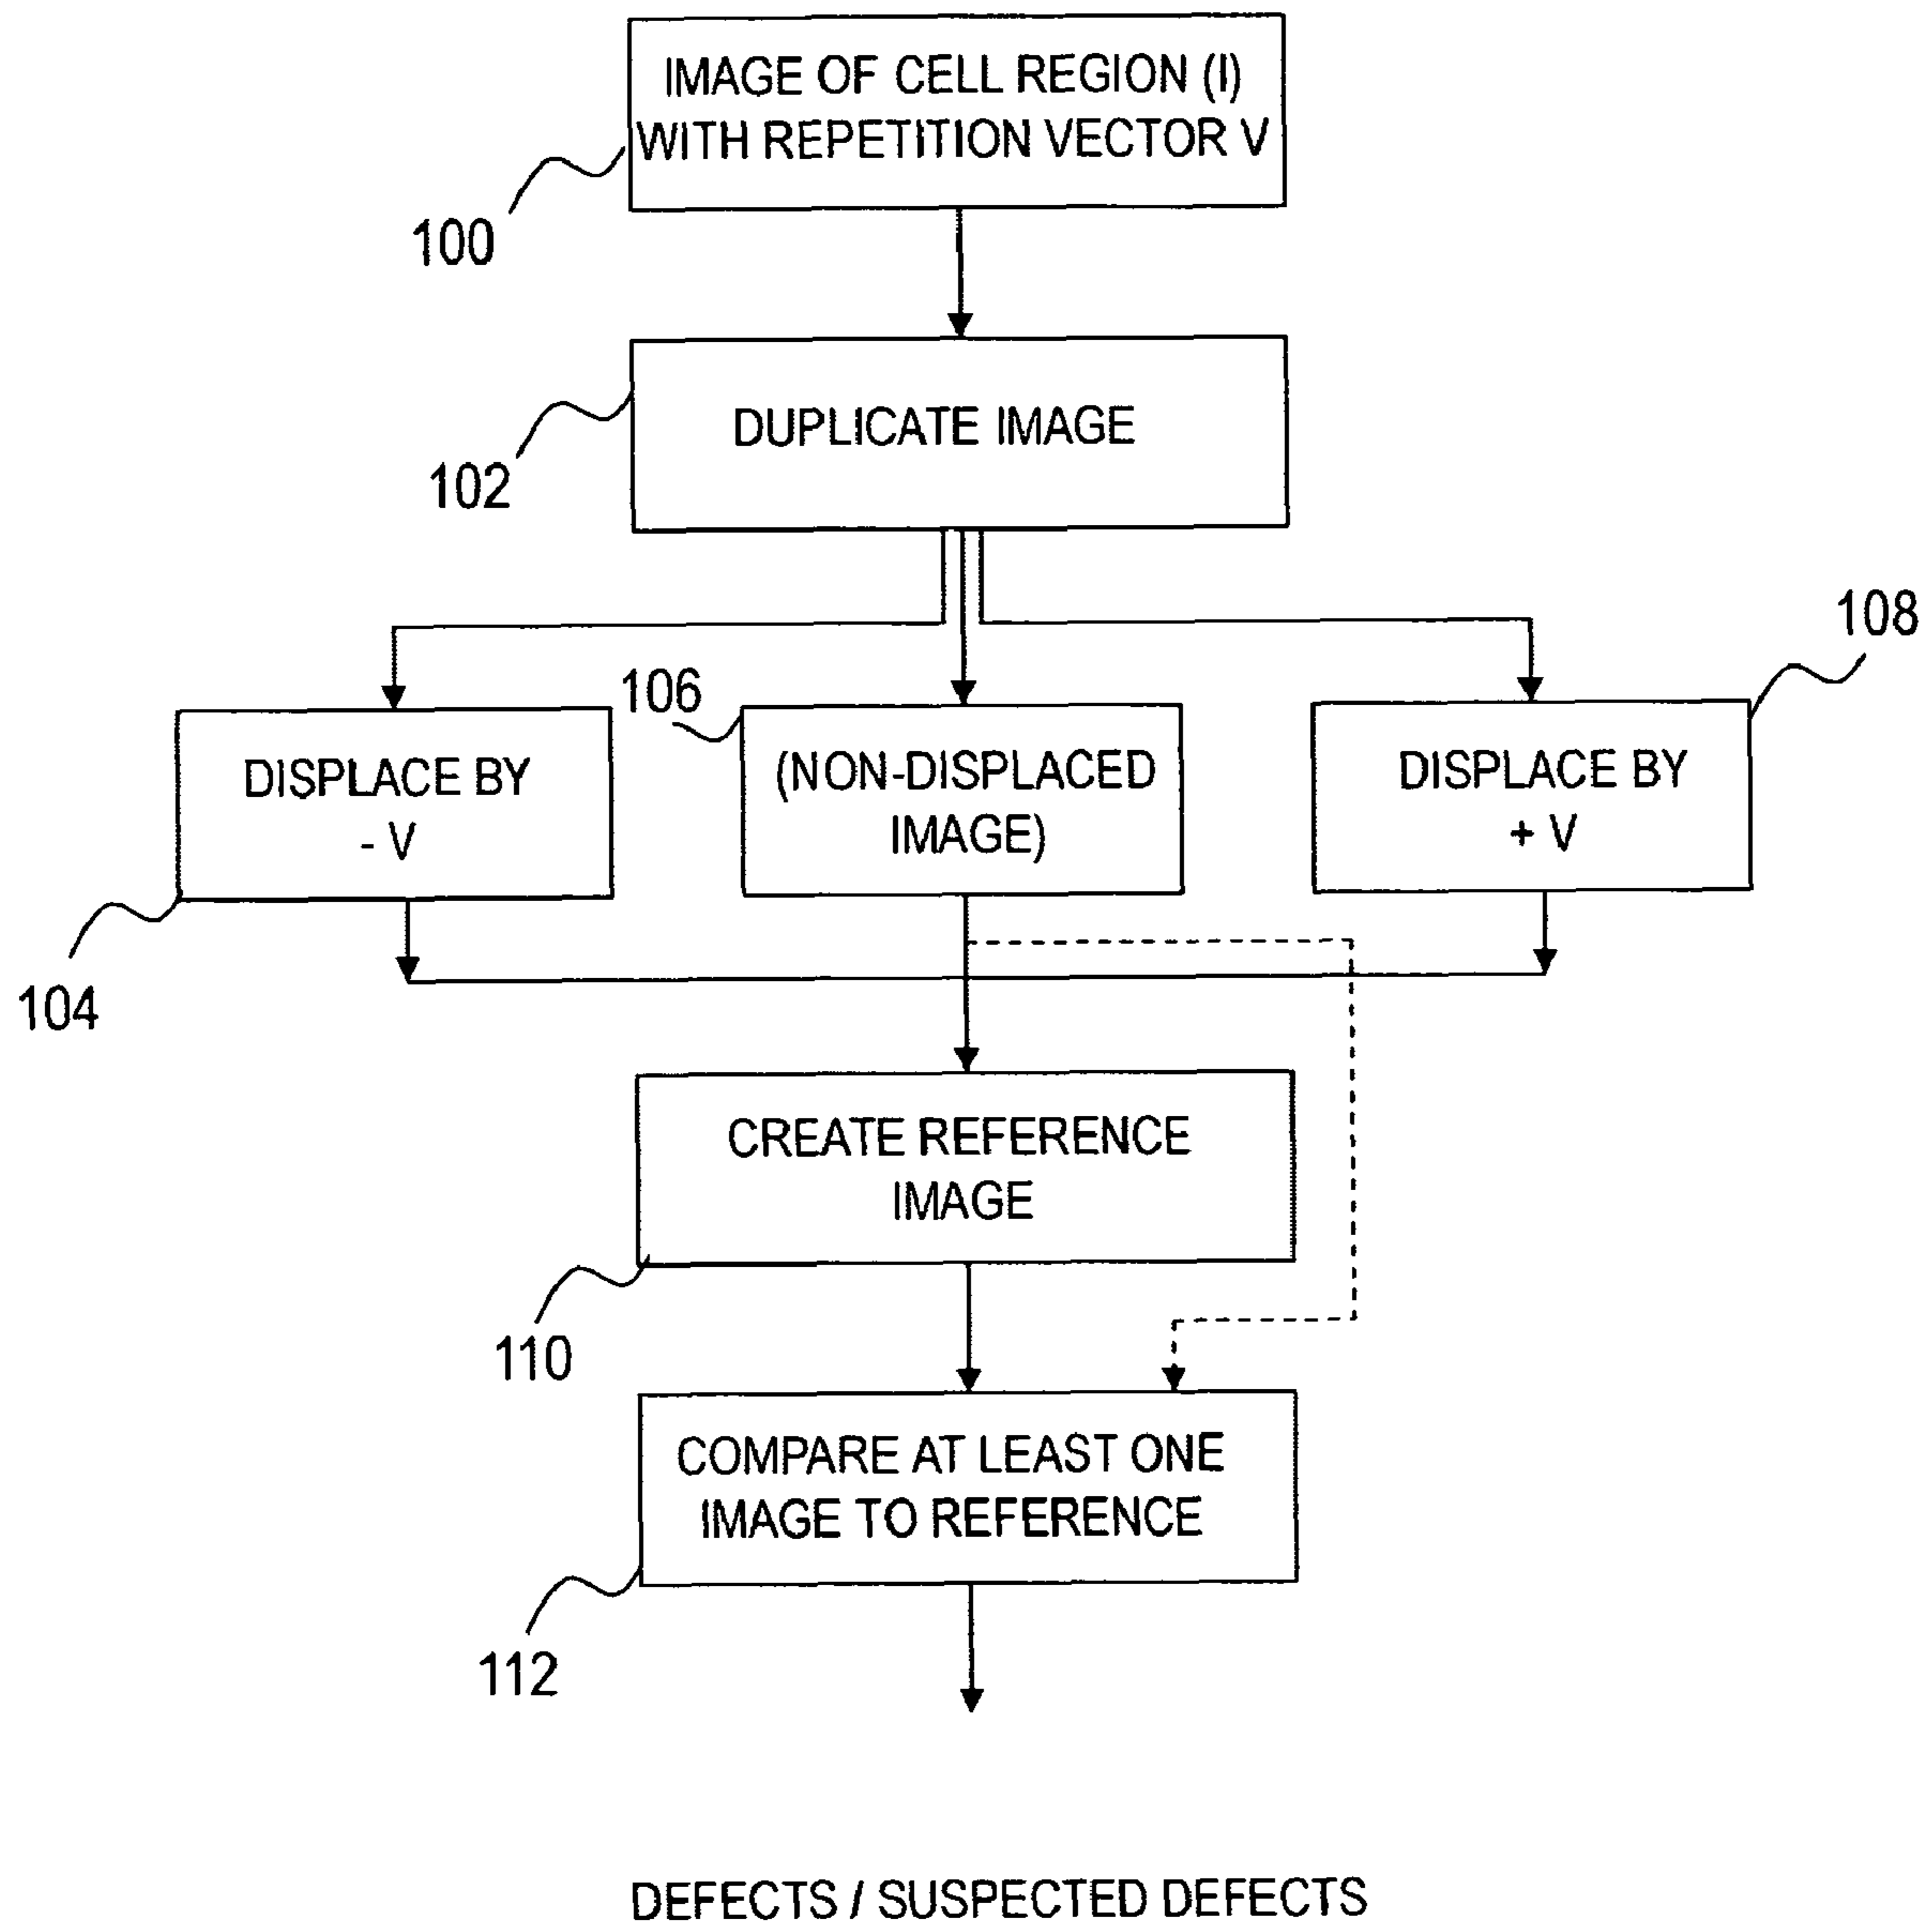 IMAGE OF CELL REGION (I)
WITH REPETITION VECTOR V
100
DUPLICATE IMAGE
102
108
106
DISPLACE BY
- V
(NON-DISPLACED
IMAGE)
DISPLACE BY
+ V
104
CREATE REFERENCE
IMAGE
110
COMPARE AT LEAST ONE
IMAGE TO REFERENCE
112
DEFECTS / SUSPECTED DEFECTS